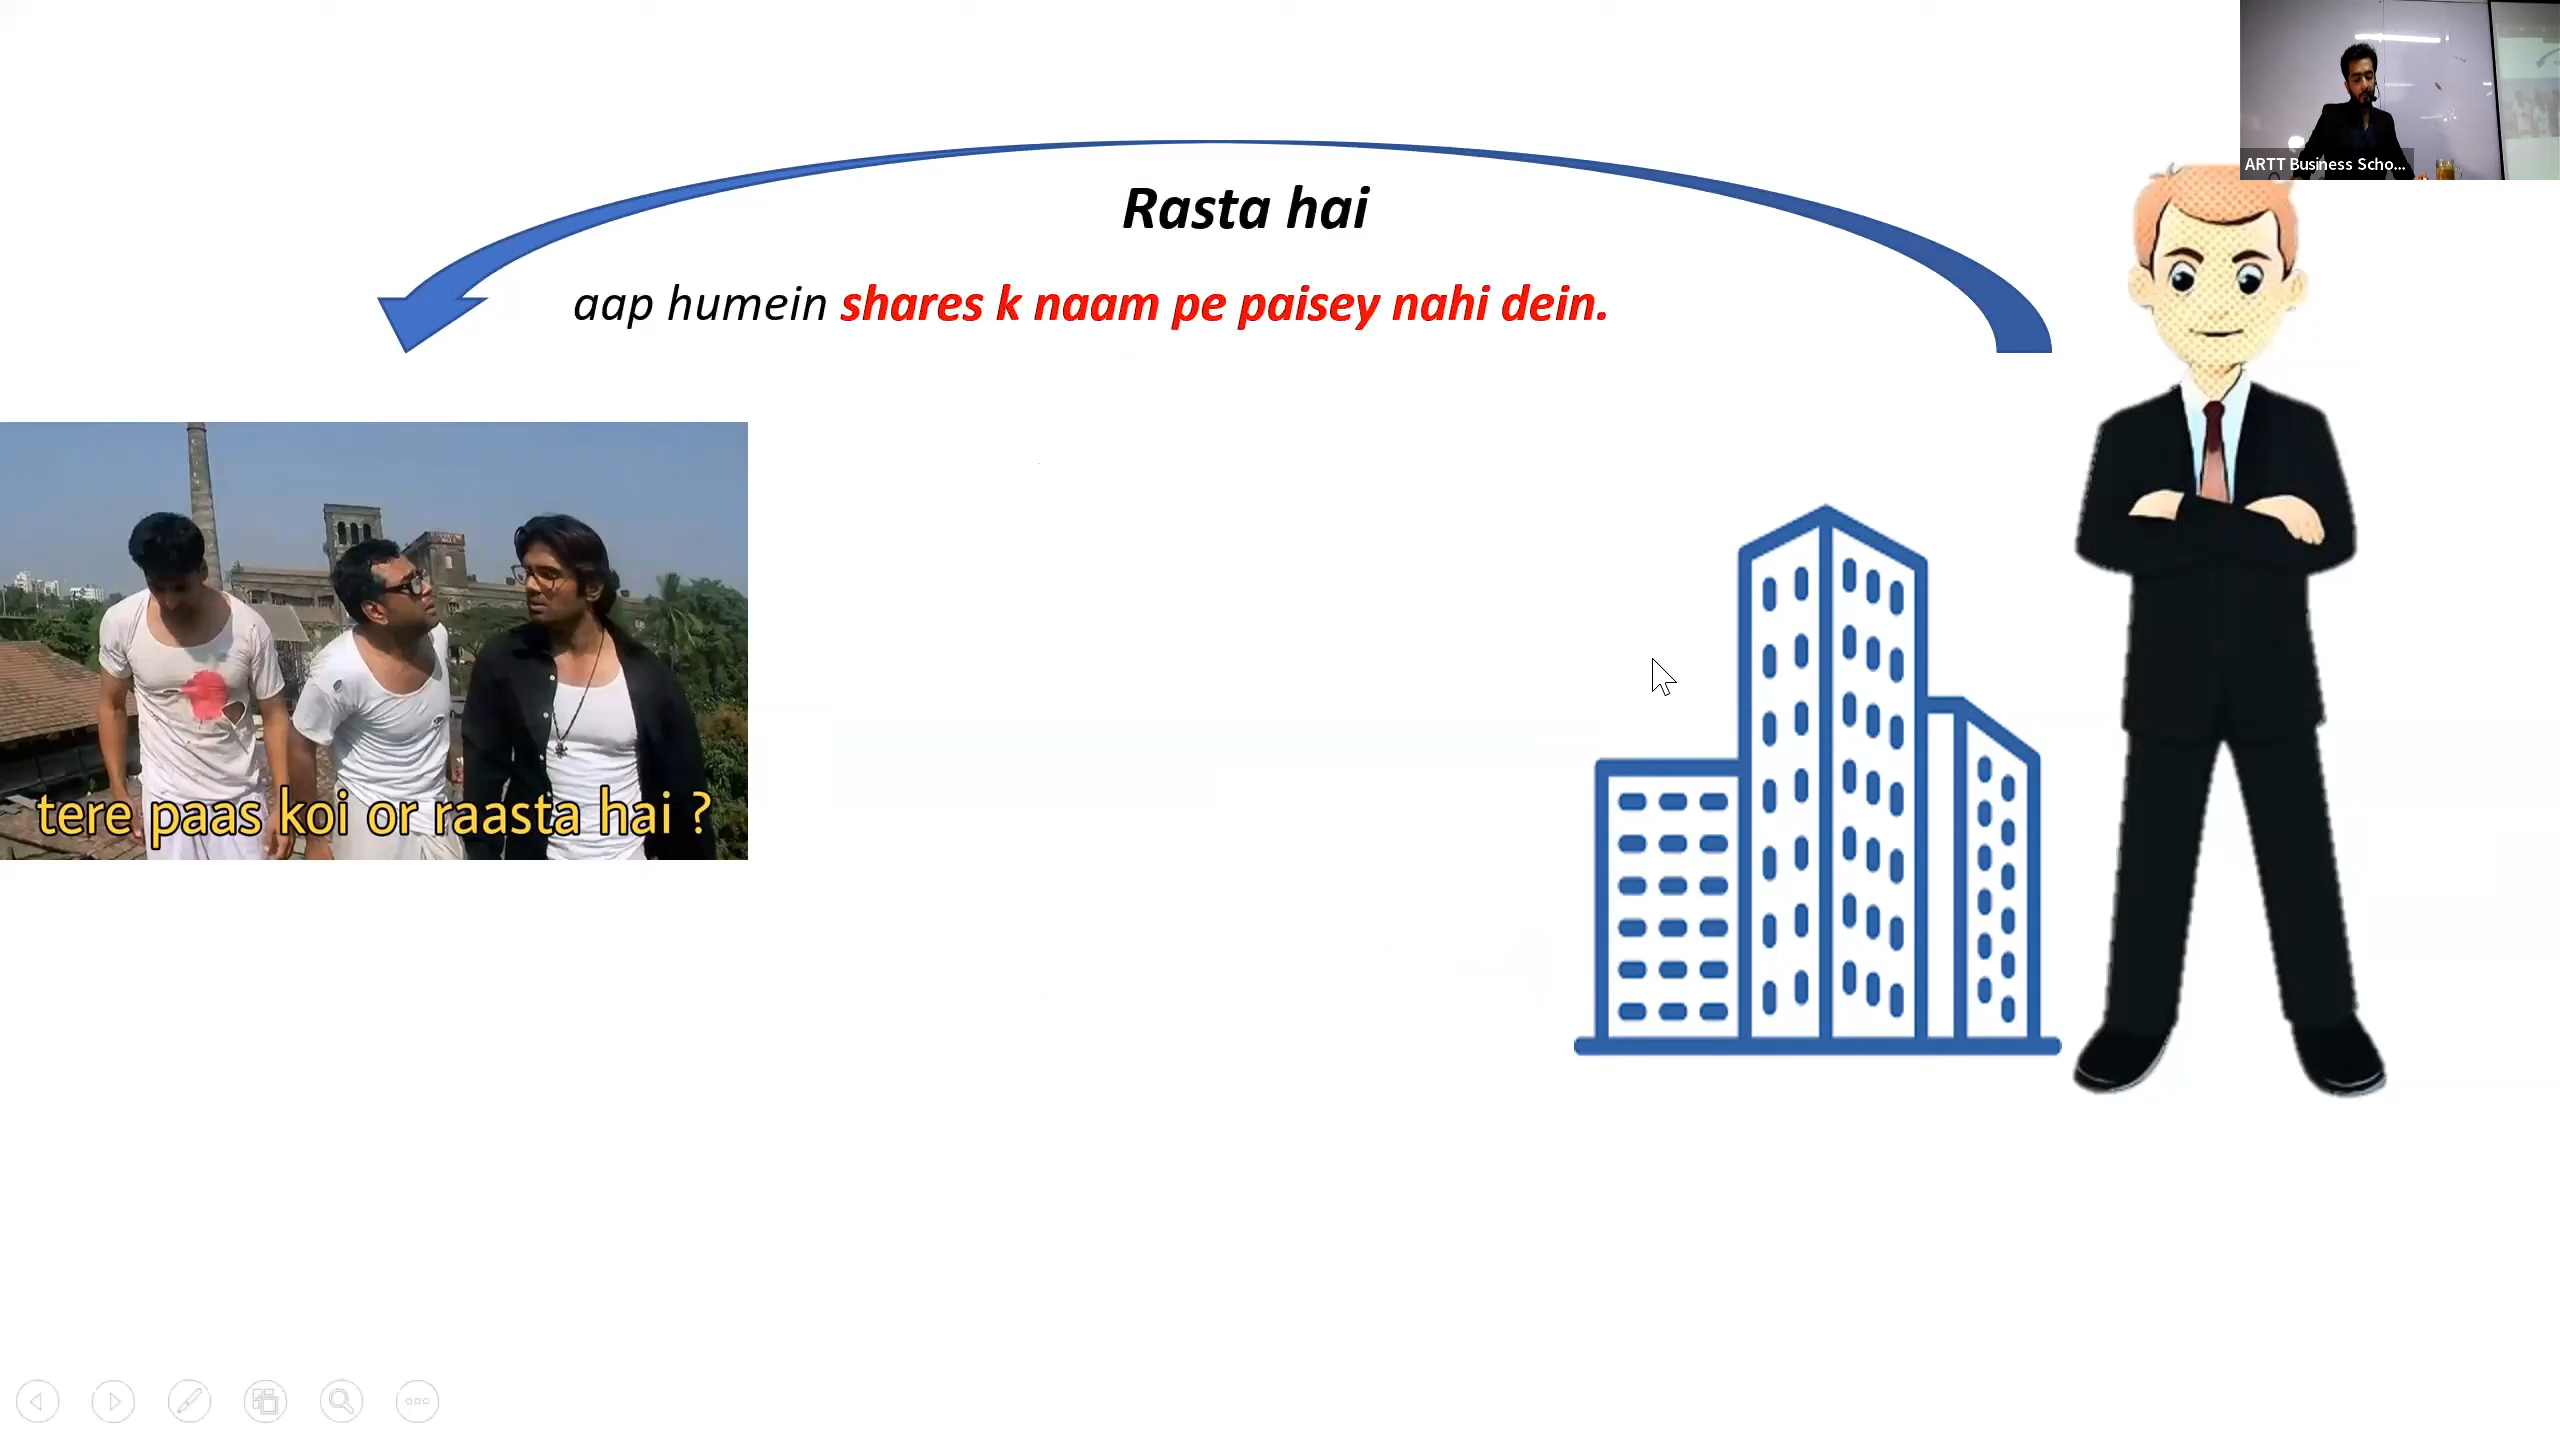 ARTT Business Scho...
Rasta hai
aap humein shares k naam pe paisey nahi dein.
tere paas koi or raasta hai ?